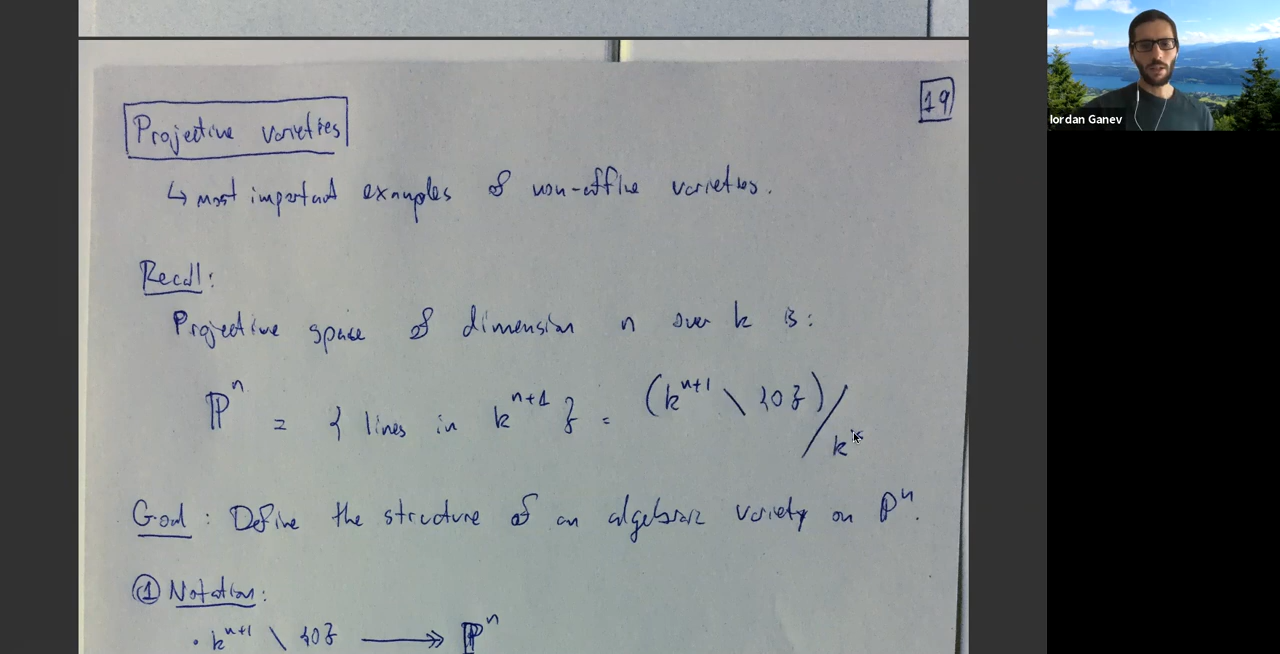 19
Projective varieties
↳ most important examples of non-affine varieties.
Recall:
Projective space of dimension n over k is:
ℙⁿ = { lines in kⁿ⁺¹ } = (kⁿ⁺¹ \ {0}) / kˣ
Goal: Define the structure of an algebraic variety on ℙⁿ.
① Notation:
• kⁿ⁺¹ \ {0} ↠ ℙⁿ
Iordan Ganev